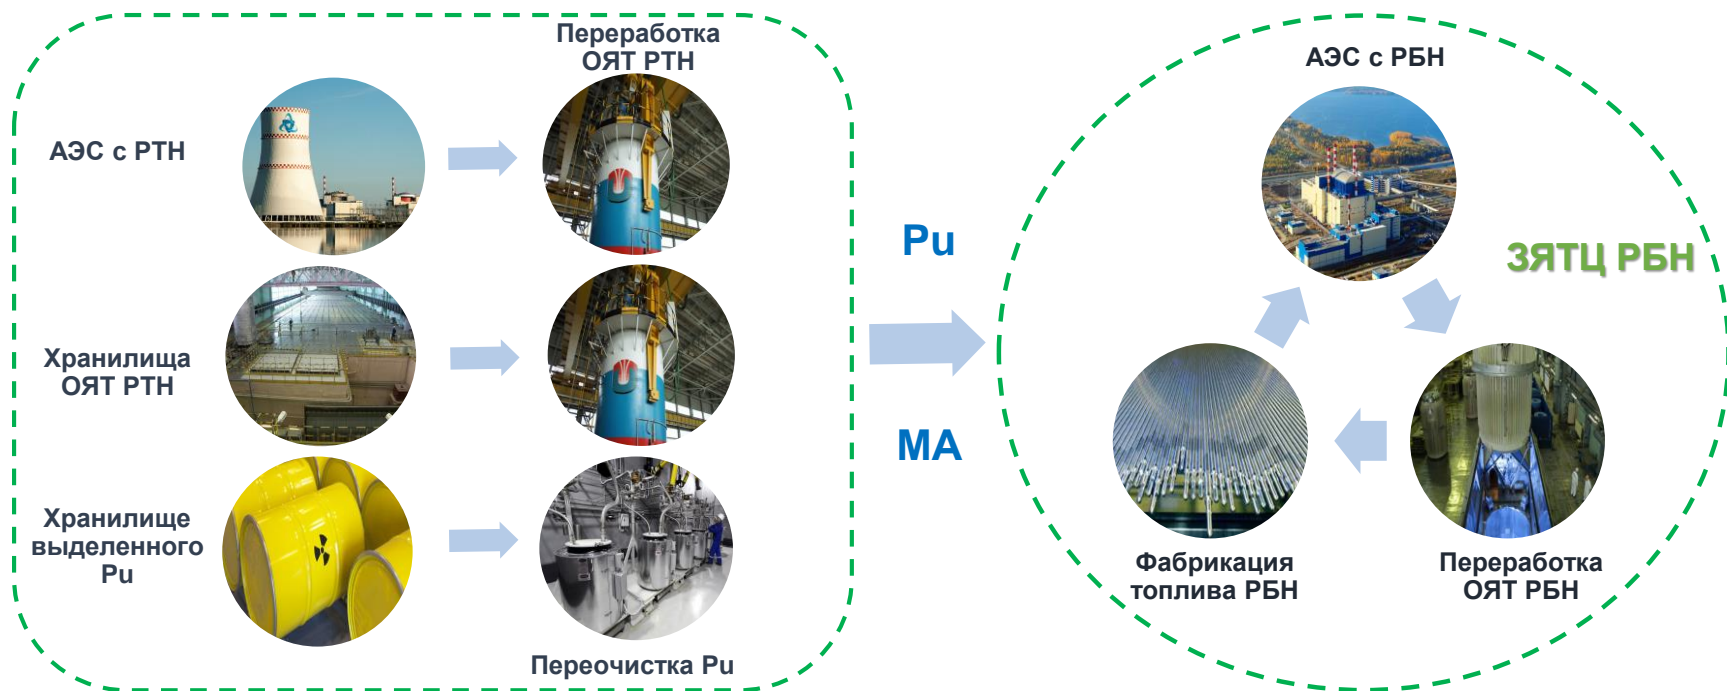 Переработка
ОЯТ РТН
АЭС с РТН
Хранилища
ОЯТ РТН
Хранилище
выделенного
Pu
Переочистка Pu
Pu
МА
АЭС с РБН
ЗЯТЦ РБН
Фабрикация
топлива РБН
Переработка
ОЯТ РБН